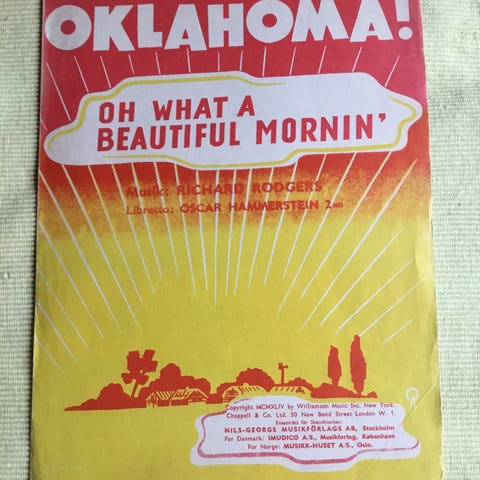 OKLAHOMA!
OH WHAT A
BEAUTIFUL MORNIN'
Musik: RICHARD RODGERS
Libretto: OSCAR HAMMERSTEIN 2ND
Copyright MCMXLIV by Williamson Music Inc. New York.
Chappell & Co. Ltd. 50 New Bond Street London W. 1.
Ensamrätt för Skandinavien:
NILS-GEORGS MUSIKFÖRLAGS AB, Stockholm
For Danmark: IMUDICO A/S., Musikforlag, København
For Norge: MUSIKK-HUSET A/S., Oslo.